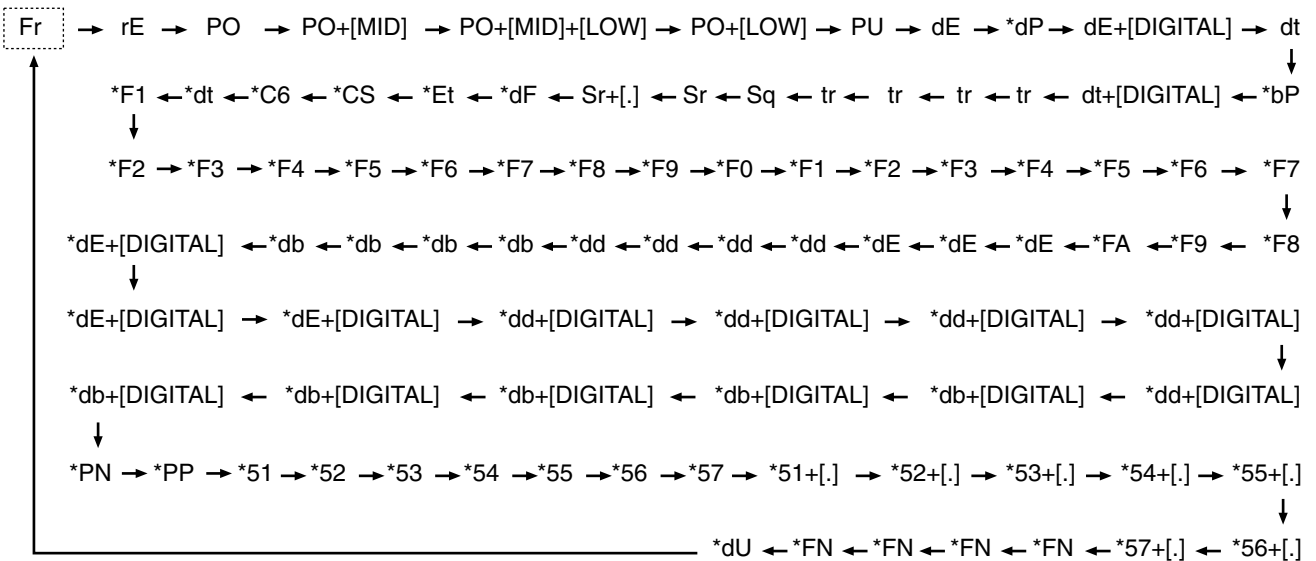 Fr → rE → PO → PO+[MID] → PO+[MID]+[LOW] → PO+[LOW] → PU → dE → *dP → dE+[DIGITAL] → dt
*F1 ← *dt ← *C6 ← *CS ← *Et ← *dF ← Sr+[.] ← Sr ← Sq ← tr ← tr ← tr ← tr ← dt+[DIGITAL] ← *bP
*F2 → *F3 → *F4 → *F5 → *F6 → *F7 → *F8 → *F9 → *F0 → *F1 → *F2 → *F3 → *F4 → *F5 → *F6 → *F7
*dE+[DIGITAL] ← *db ← *db ← *db ← *db ← *dd ← *dd ← *dd ← *dd ← *dE ← *dE ← *dE ← *FA ← *F9 ← *F8
*dE+[DIGITAL] → *dE+[DIGITAL] → *dd+[DIGITAL] → *dd+[DIGITAL] → *dd+[DIGITAL] → *dd+[DIGITAL]
*db+[DIGITAL] ← *db+[DIGITAL] ← *db+[DIGITAL] ← *db+[DIGITAL] ← *db+[DIGITAL] ← *dd+[DIGITAL]
*PN → *PP → *51 → *52 → *53 → *54 → *55 → *56 → *57 → *51+[.] → *52+[.] → *53+[.] → *54+[.] → *55+[.]
*dU ← *FN ← *FN ← *FN ← *FN ← *57+[.] ← *56+[.]